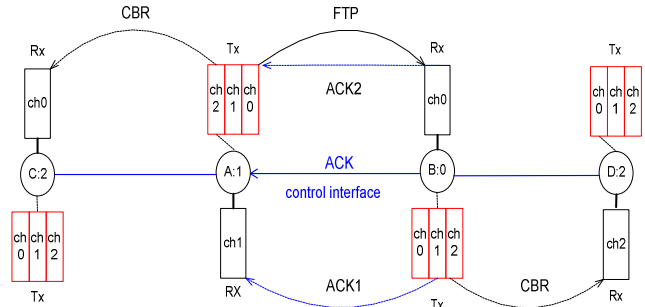 CBR
FTP
Rx
Tx
Rx
Tx
ch0
ch
2
ch
1
ch
0
ACK2
ch0
ch
0
ch
1
ch
2
C:2
A:1
ACK
B:0
D:2
control interface
ch
0
ch
1
ch
2
ch1
ch
0
ch
1
ch
2
ch2
Tx
RX
ACK1
Tx
CBR
Rx